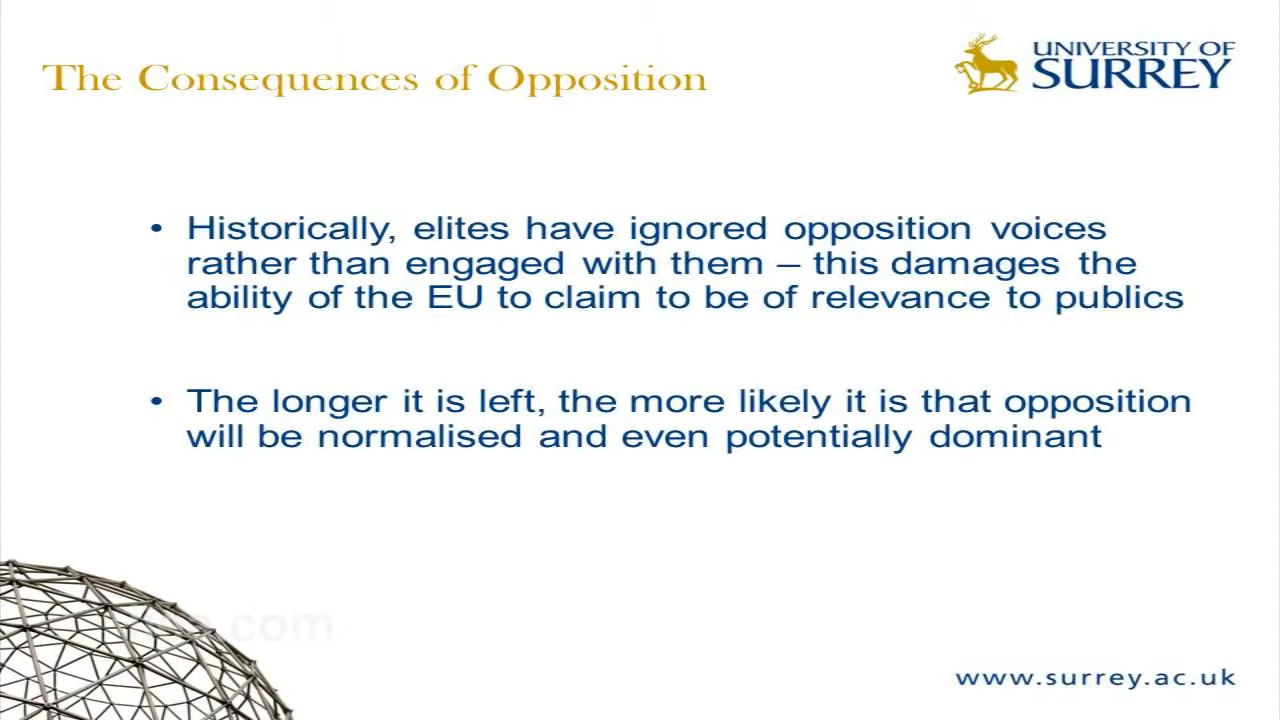 The Consequences of Opposition
UNIVERSITY OF
SURREY
• Historically, elites have ignored opposition voices
rather than engaged with them – this damages the
ability of the EU to claim to be of relevance to publics
• The longer it is left, the more likely it is that opposition
will be normalised and even potentially dominant
.com
www.surrey.ac.uk